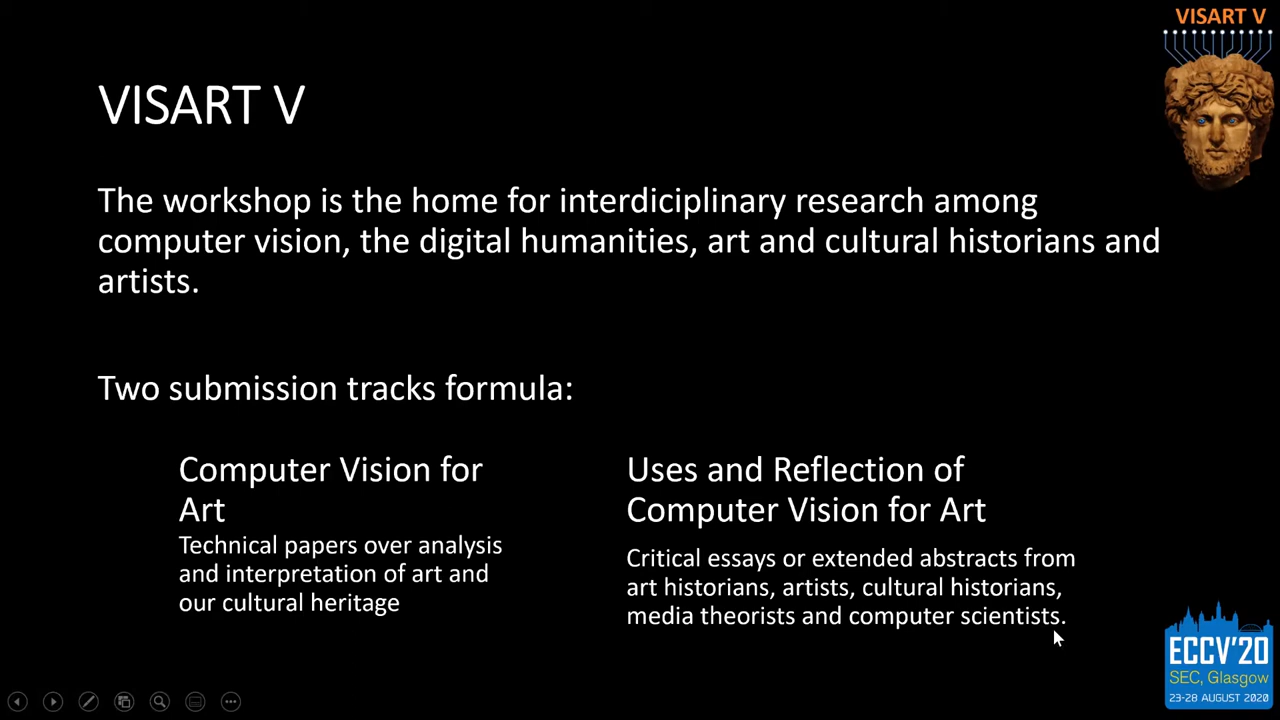 VISART V
VISART V
The workshop is the home for interdiciplinary research among
computer vision, the digital humanities, art and cultural historians and
artists.
Two submission tracks formula:
Computer Vision for
Art
Technical papers over analysis
and interpretation of art and
our cultural heritage
Uses and Reflection of
Computer Vision for Art
Critical essays or extended abstracts from
art historians, artists, cultural historians,
media theorists and computer scientists.
ECCV'20
SEC, Glasgow
23-28 AUGUST 2020